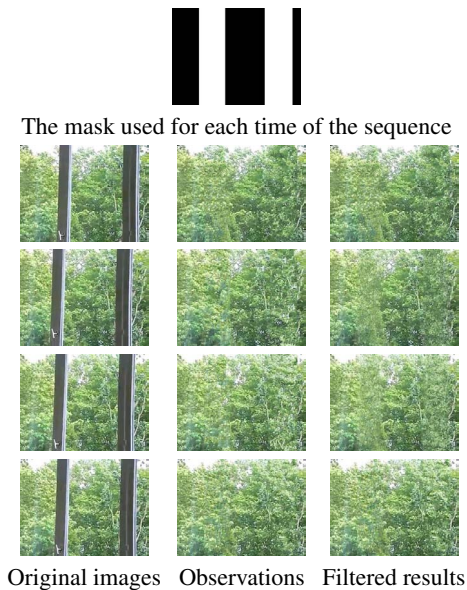 The mask used for each time of the sequence
Original images Observations Filtered results